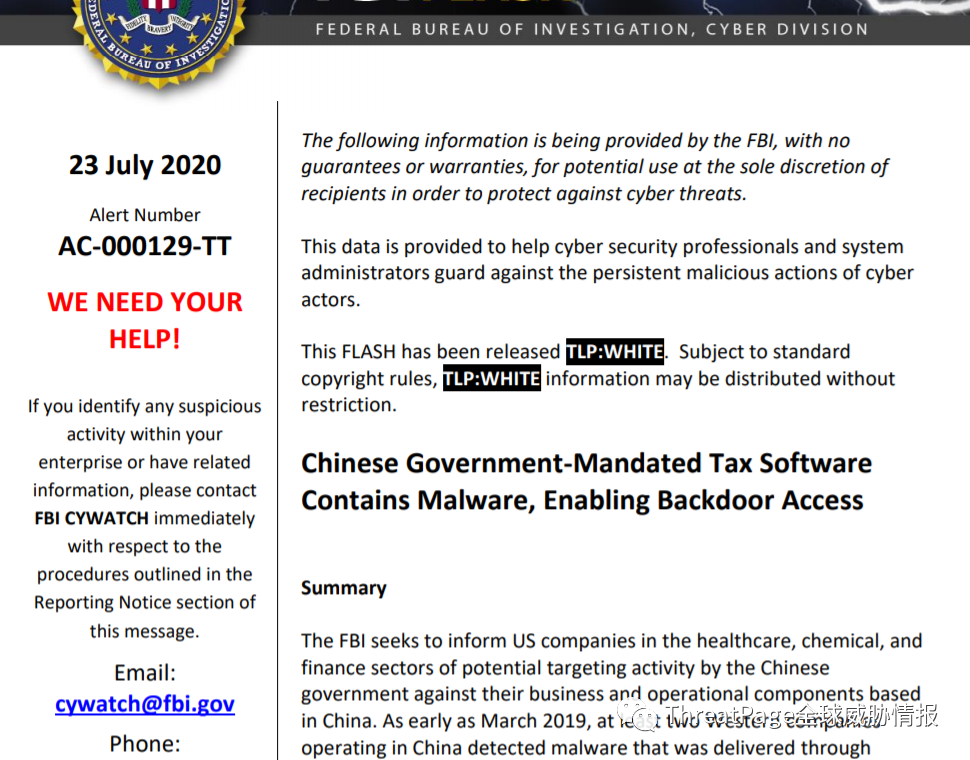 FEDERAL BUREAU OF INVESTIGATION, CYBER DIVISION
FIDELITY BRAVERY INTEGRITY
FEDERAL BUREAU OF INVESTIGATION
23 July 2020
Alert Number
AC-000129-TT
WE NEED YOUR
HELP!
If you identify any suspicious
activity within your
enterprise or have related
information, please contact
FBI CYWATCH immediately
with respect to the
procedures outlined in the
Reporting Notice section of
this message.
Email:
cywatch@fbi.gov
Phone:
The following information is being provided by the FBI, with no
guarantees or warranties, for potential use at the sole discretion of
recipients in order to protect against cyber threats.
This data is provided to help cyber security professionals and system
administrators guard against the persistent malicious actions of cyber
actors.
This FLASH has been released TLP:WHITE. Subject to standard
copyright rules, TLP:WHITE information may be distributed without
restriction.
Chinese Government-Mandated Tax Software
Contains Malware, Enabling Backdoor Access
Summary
The FBI seeks to inform US companies in the healthcare, chemical, and
finance sectors of potential targeting activity by the Chinese
government against their business and operational components based
in China. As early as March 2019, at least two Western companies
operating in China detected malware that was delivered through
ThreatPage全球威胁情报